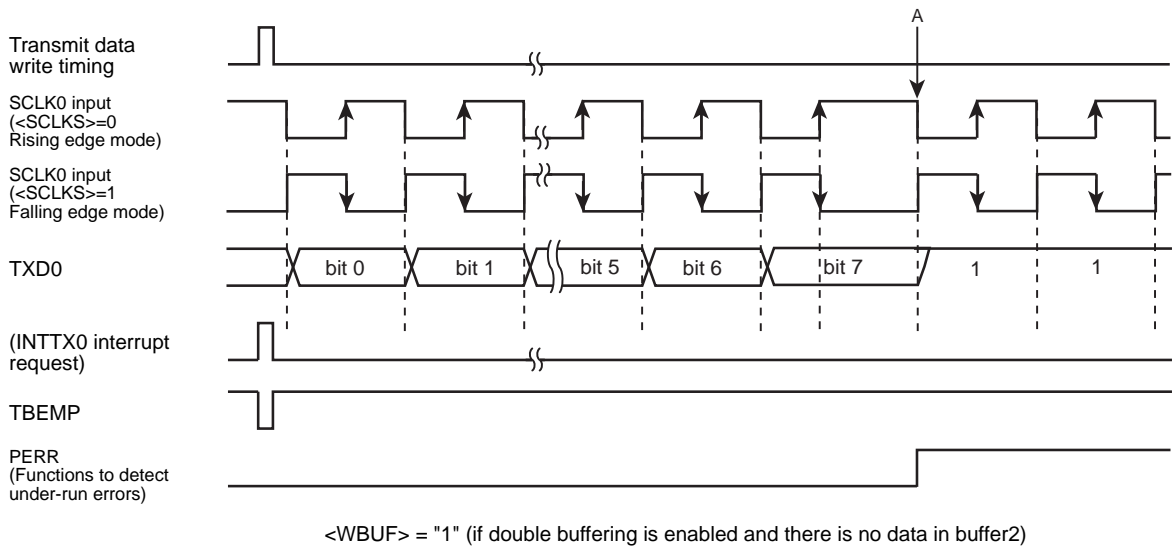 A
Transmit data
write timing
SCLK0 input
(<SCLKS>=0
Rising edge mode)
SCLK0 input
(<SCLKS>=1
Falling edge mode)
TXD0
bit 0
bit 1
bit 5
bit 6
bit 7
1
1
(INTTX0 interrupt
request)
TBEMP
PERR
(Functions to detect
under-run errors)
<WBUF> = "1" (if double buffering is enabled and there is no data in buffer2)